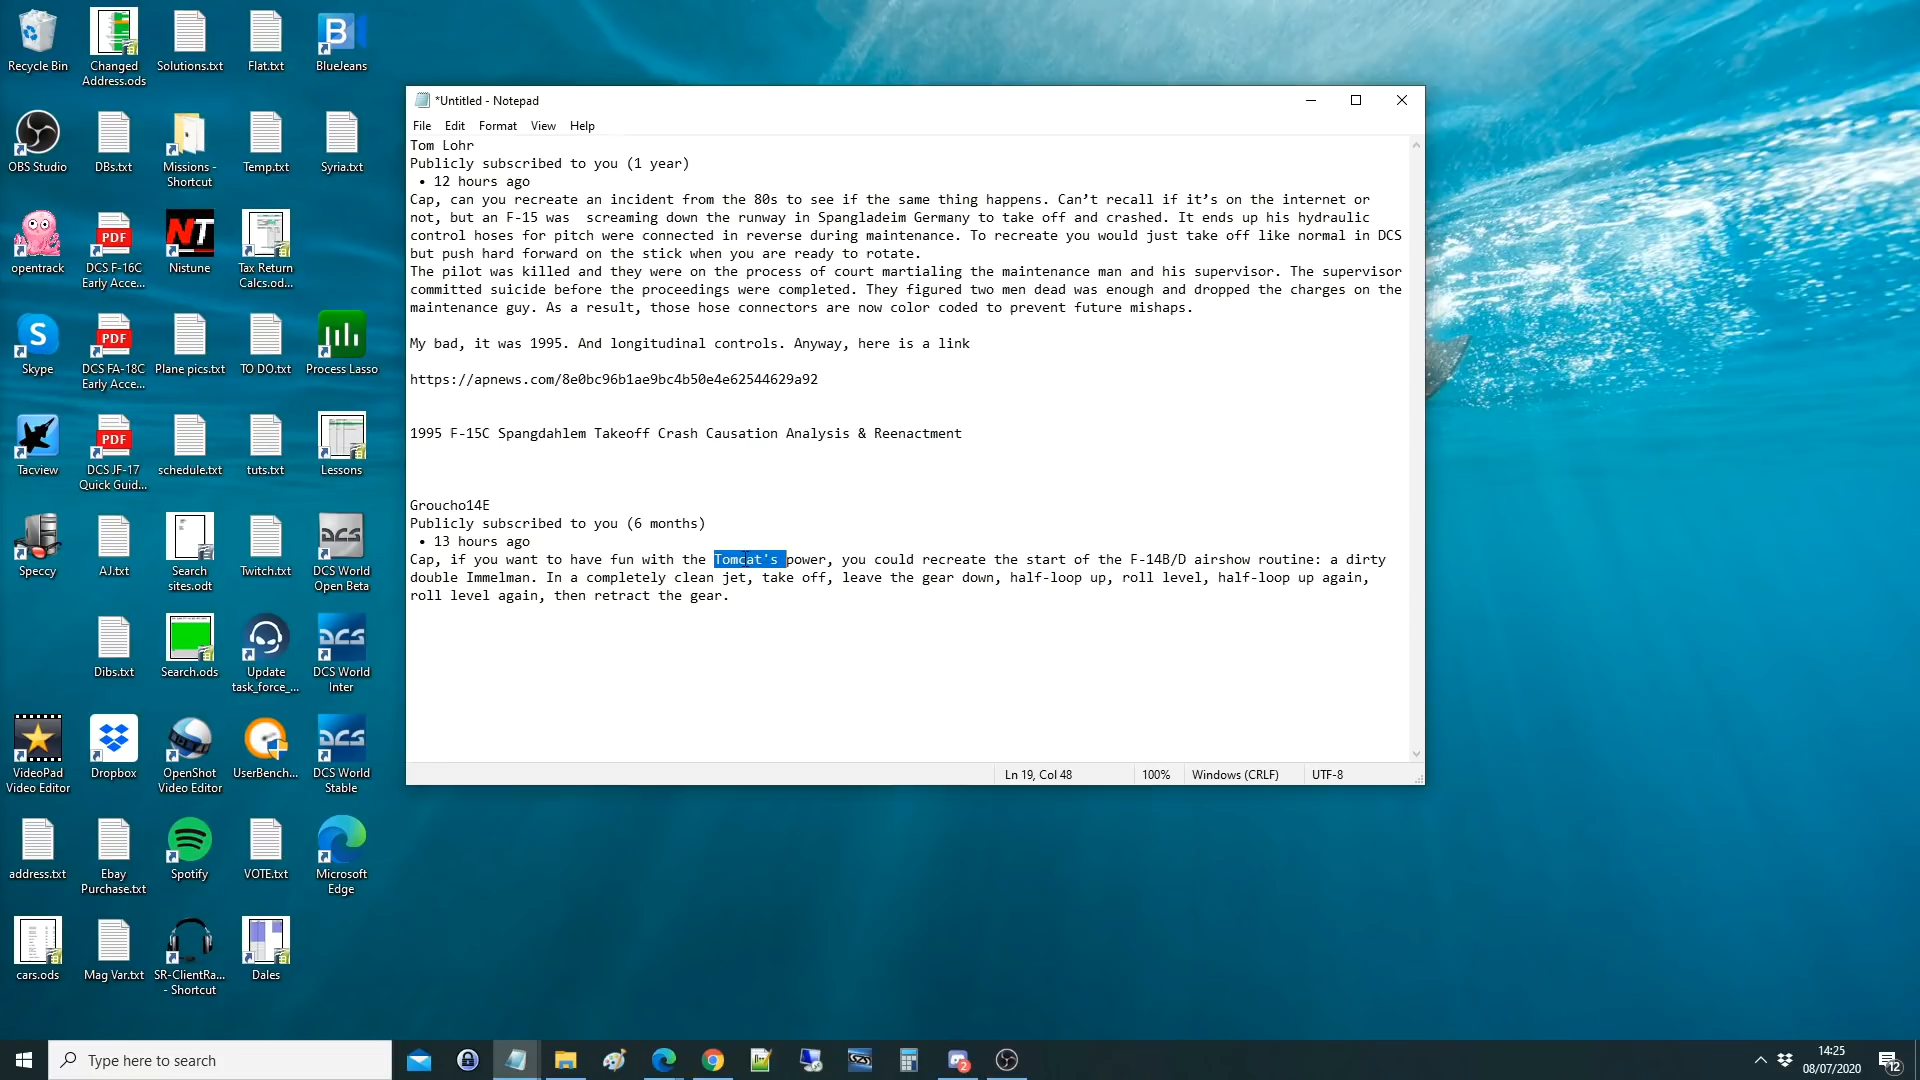 Recycle Bin
Changed
Address.ods
Solutions.txt
Flat.txt
BlueJeans
OBS Studio
DBs.txt
Missions -
Shortcut
Temp.txt
Syria.txt
opentrack
DCS F-16C
Early Acce...
Nistune
Tax Return
Calcs.od...
Skype
DCS FA-18C
Early Acce...
Plane pics.txt
TO DO.txt
Process Lasso
Tacview
DCS JF-17
Quick Guid...
schedule.txt
tuts.txt
Lessons
Speccy
AJ.txt
Search
sites.odt
Twitch.txt
DCS World
Open Beta
Dibs.txt
Search.ods
Update
task_force_...
DCS World
Inter
VideoPad
Video Editor
Dropbox
OpenShot
Video Editor
UserBench...
DCS World
Stable
address.txt
Ebay
Purchase.txt
Spotify
VOTE.txt
Microsoft
Edge
cars.ods
Mag Var.txt
SR-ClientRa...
- Shortcut
Dales
*Untitled - Notepad
File Edit Format View Help
Tom Lohr
Publicly subscribed to you (1 year)
• 12 hours ago
Cap, can you recreate an incident from the 80s to see if the same thing happens. Can’t recall if it’s on the internet or
not, but an F-15 was  screaming down the runway in Spangladeim Germany to take off and crashed. It ends up his hydraulic
control hoses for pitch were connected in reverse during maintenance. To recreate you would just take off like normal in DCS
but push hard forward on the stick when you are ready to rotate.
The pilot was killed and they were on the process of court martialing the maintenance man and his supervisor. The supervisor
committed suicide before the proceedings were completed. They figured two men dead was enough and dropped the charges on the
maintenance guy. As a result, those hose connectors are now color coded to prevent future mishaps.
My bad, it was 1995. And longitudinal controls. Anyway, here is a link
https://apnews.com/8e0bc96b1ae9bc4b50e4e62544629a92
1995 F-15C Spangdahlem Takeoff Crash Causation Analysis & Reenactment
Groucho14E
Publicly subscribed to you (6 months)
• 13 hours ago
Cap, if you want to have fun with the Tomcat's power, you could recreate the start of the F-14B/D airshow routine: a dirty
double Immelman. In a completely clean jet, take off, leave the gear down, half-loop up, roll level, half-loop up again,
roll level again, then retract the gear.
Ln 19, Col 48 100% Windows (CRLF) UTF-8
Type here to search
14:25
08/07/2020